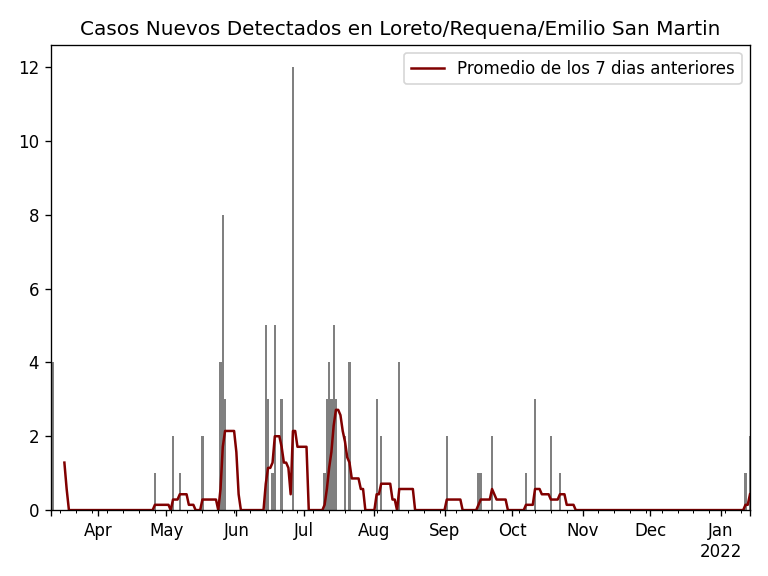 Casos Nuevos Detectados en Loreto/Requena/Emilio San Martin
Promedio de los 7 dias anteriores
12
10
8
6
4
2
0
Apr May Jun Jul Aug Sep Oct Nov Dec Jan
2022